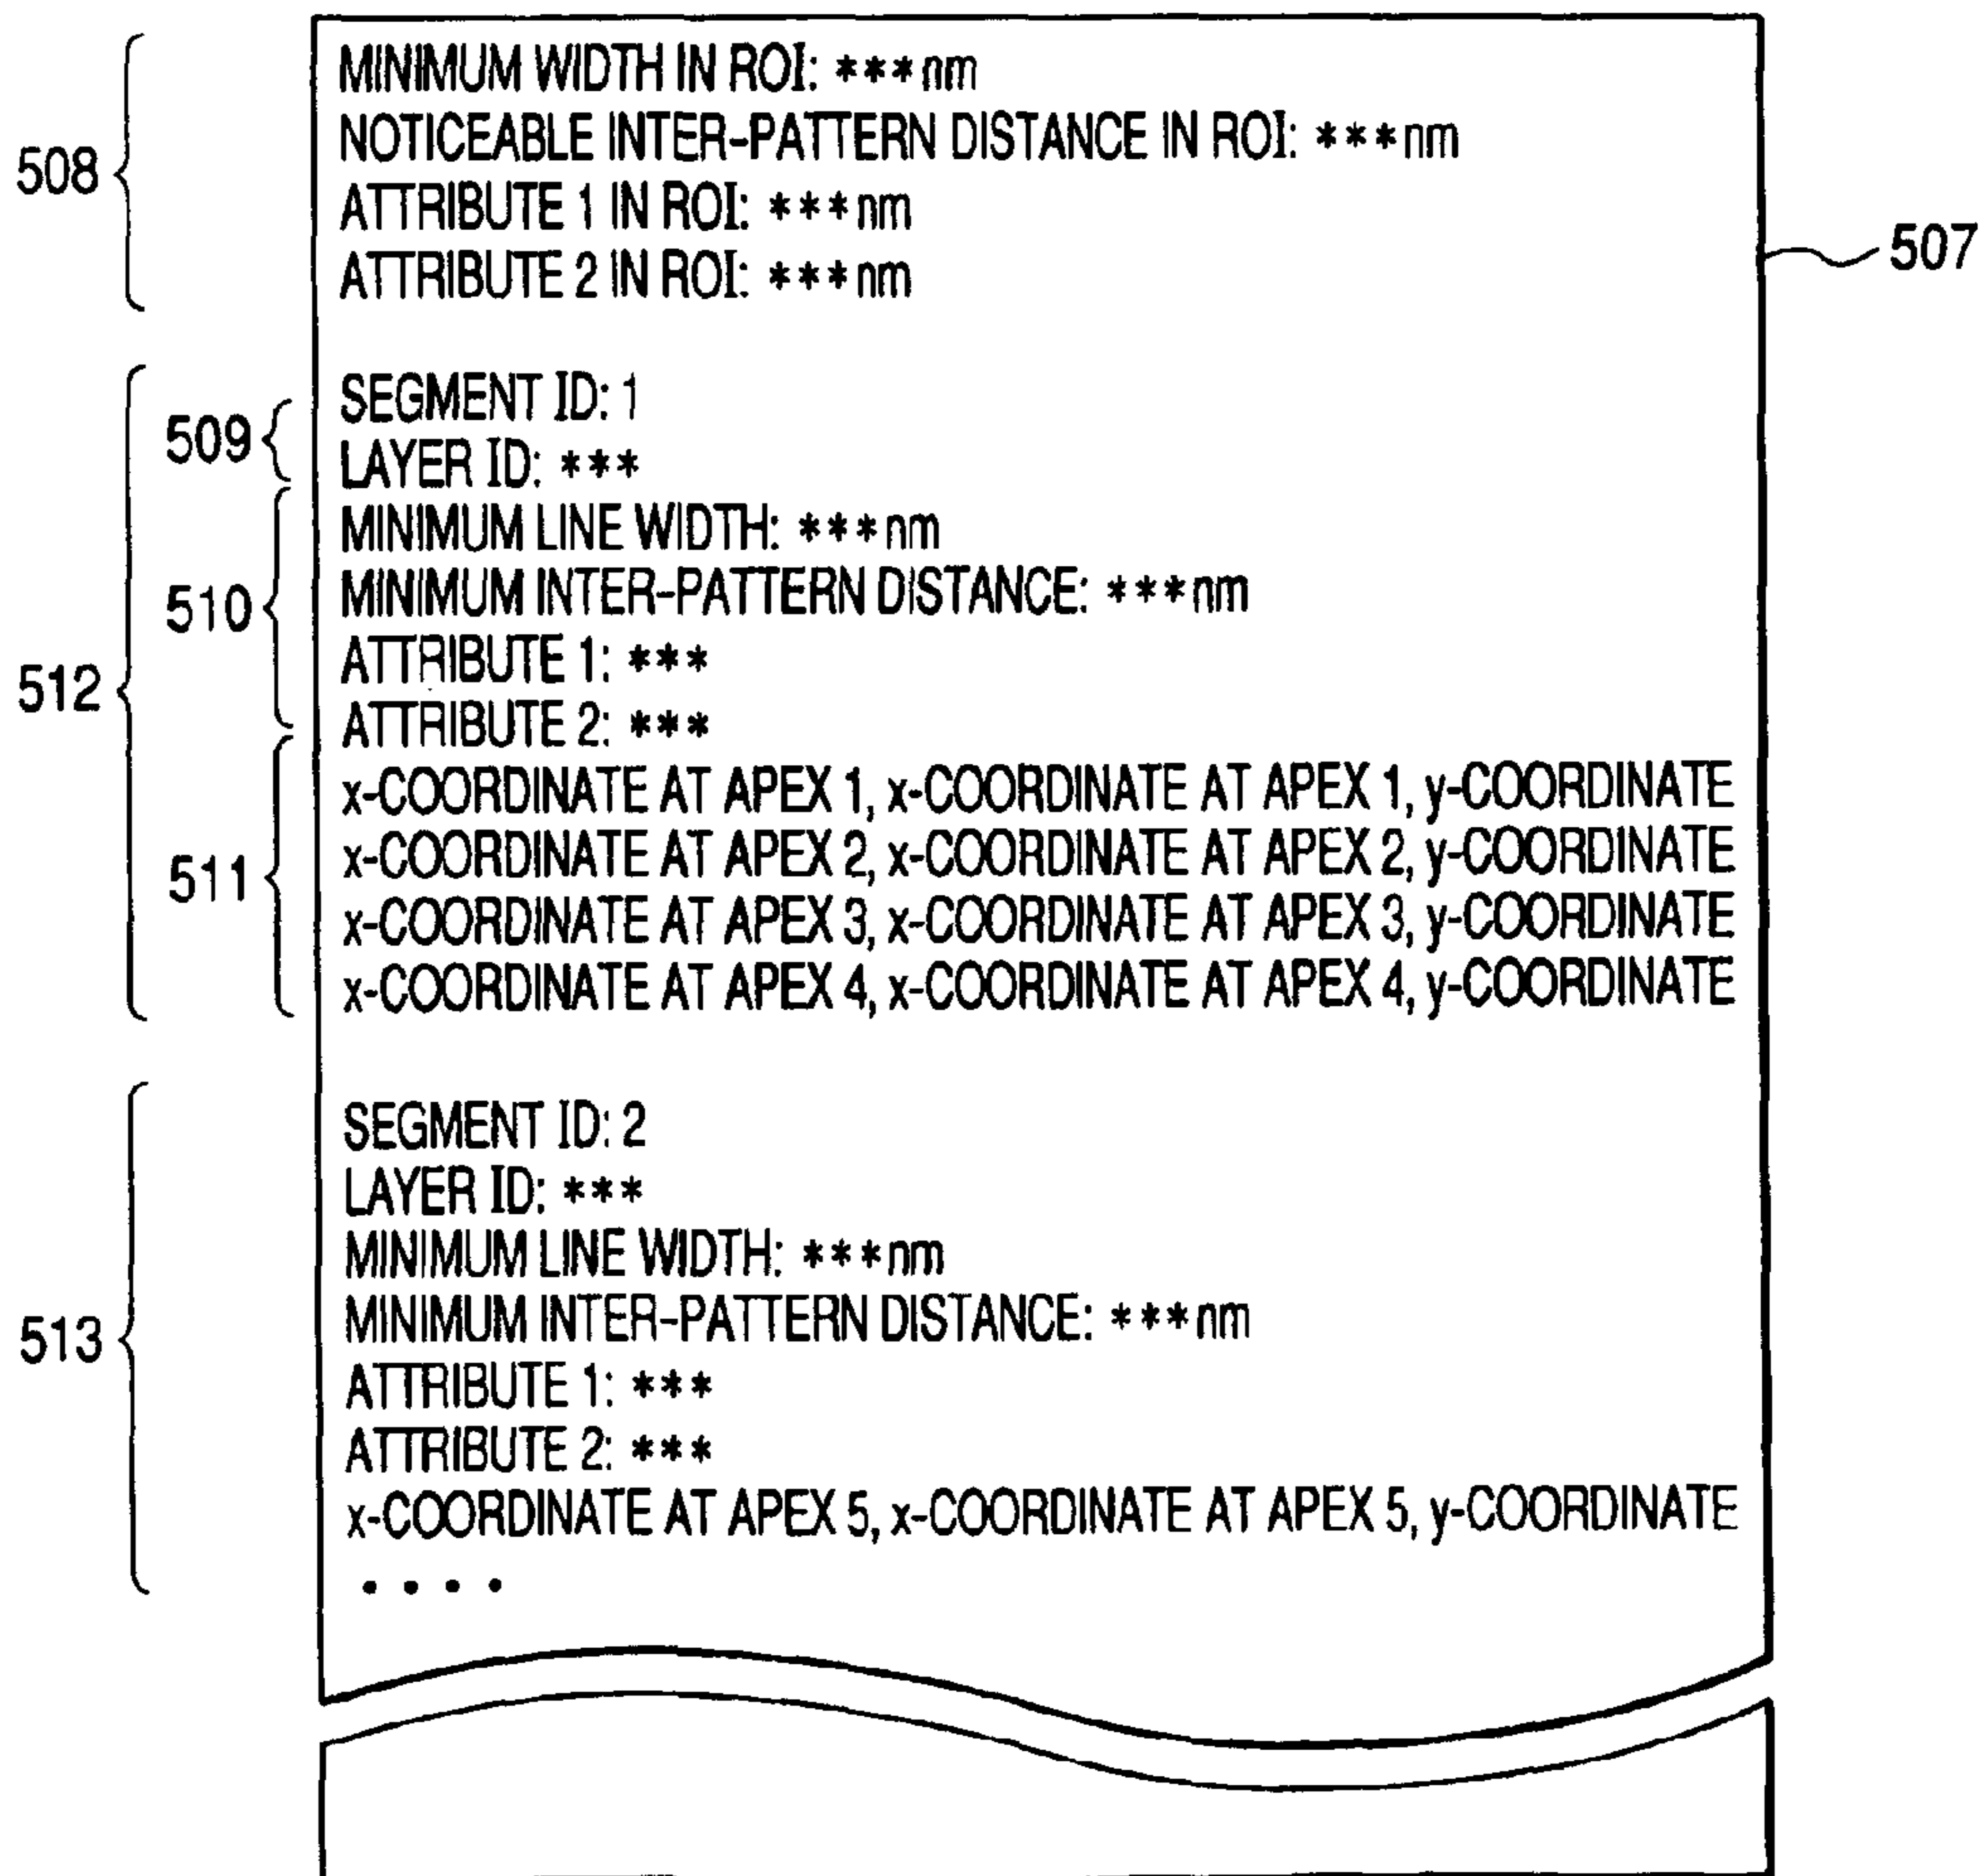 508
MINIMUM WIDTH IN ROI: ***nm
NOTICEABLE INTER-PATTERN DISTANCE IN ROI: ***nm
ATTRIBUTE 1 IN ROI: ***nm
ATTRIBUTE 2 IN ROI: ***nm
507
512
509
SEGMENT ID: 1
LAYER ID: ***
510
MINIMUM LINE WIDTH: ***nm
MINIMUM INTER-PATTERN DISTANCE: ***nm
ATTRIBUTE 1: ***
ATTRIBUTE 2: ***
511
x-COORDINATE AT APEX 1, x-COORDINATE AT APEX 1, y-COORDINATE
x-COORDINATE AT APEX 2, x-COORDINATE AT APEX 2, y-COORDINATE
x-COORDINATE AT APEX 3, x-COORDINATE AT APEX 3, y-COORDINATE
x-COORDINATE AT APEX 4, x-COORDINATE AT APEX 4, y-COORDINATE
513
SEGMENT ID: 2
LAYER ID: ***
MINIMUM LINE WIDTH: ***nm
MINIMUM INTER-PATTERN DISTANCE: ***nm
ATTRIBUTE 1: ***
ATTRIBUTE 2: ***
x-COORDINATE AT APEX 5, x-COORDINATE AT APEX 5, y-COORDINATE
• • • •